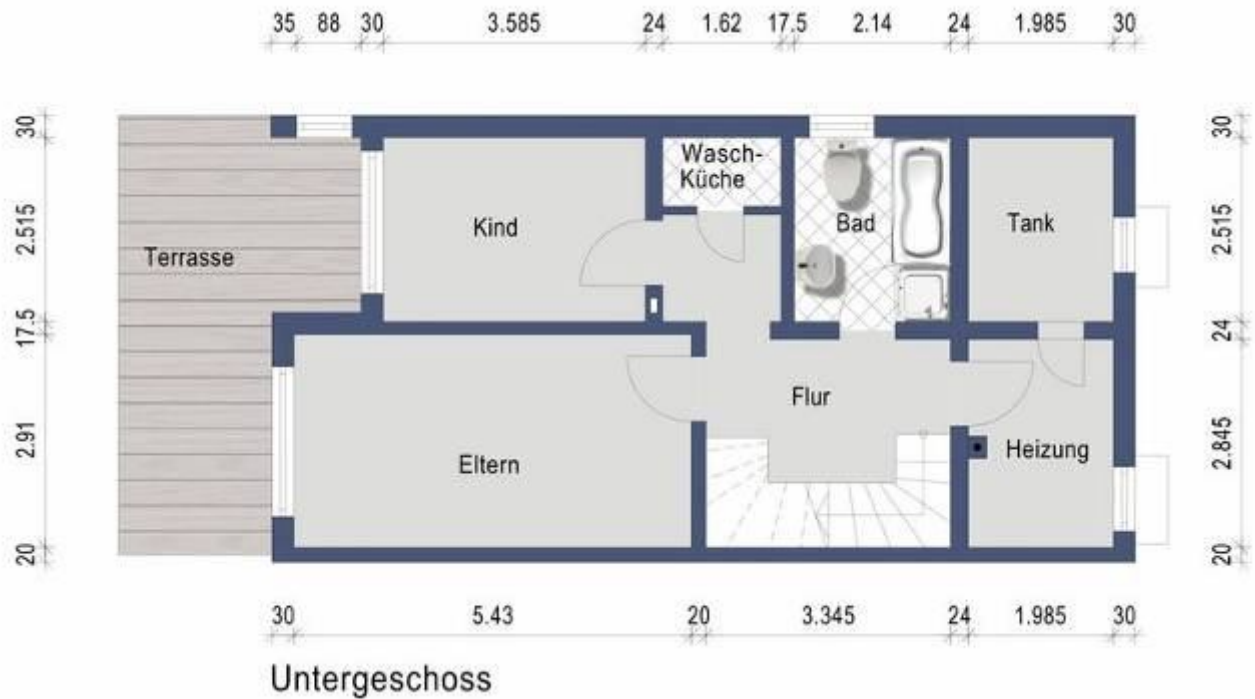 35 88 30 3.585 24 1.62 17.5 2.14 24 1.985 30
30
2.515
17.5
2.91
20
Terrasse
Kind
Wasch-
Küche
Bad
Tank
Eltern
Flur
Heizung
30
2.515
24
2.845
20
30 5.43 20 3.345 24 1.985 30
Untergeschoss